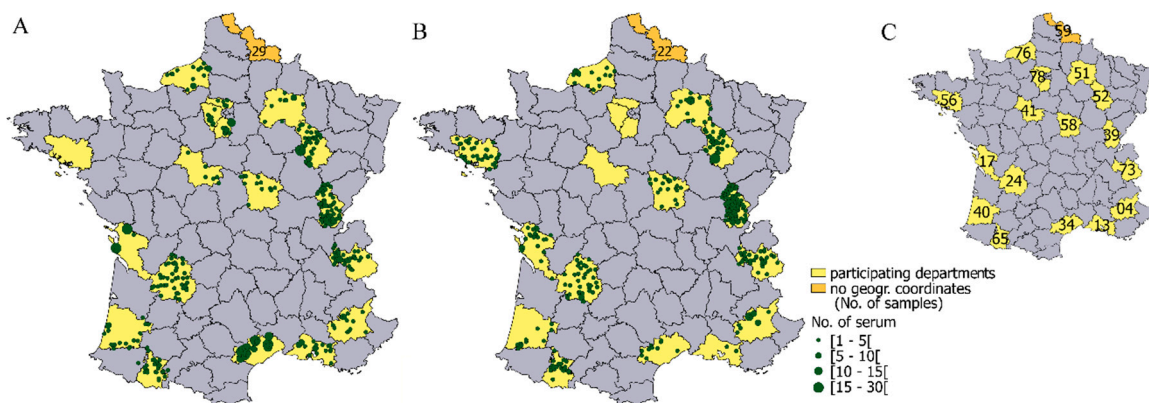 A
B
C
29
22
59
76
51
78
52
56
41
58
39
17
73
24
04
40
34
13
65
participating departments
no geogr. coordinates
(No. of samples)
No. of serum
[1 - 5[
[5 - 10[
[10 - 15[
[15 - 30[